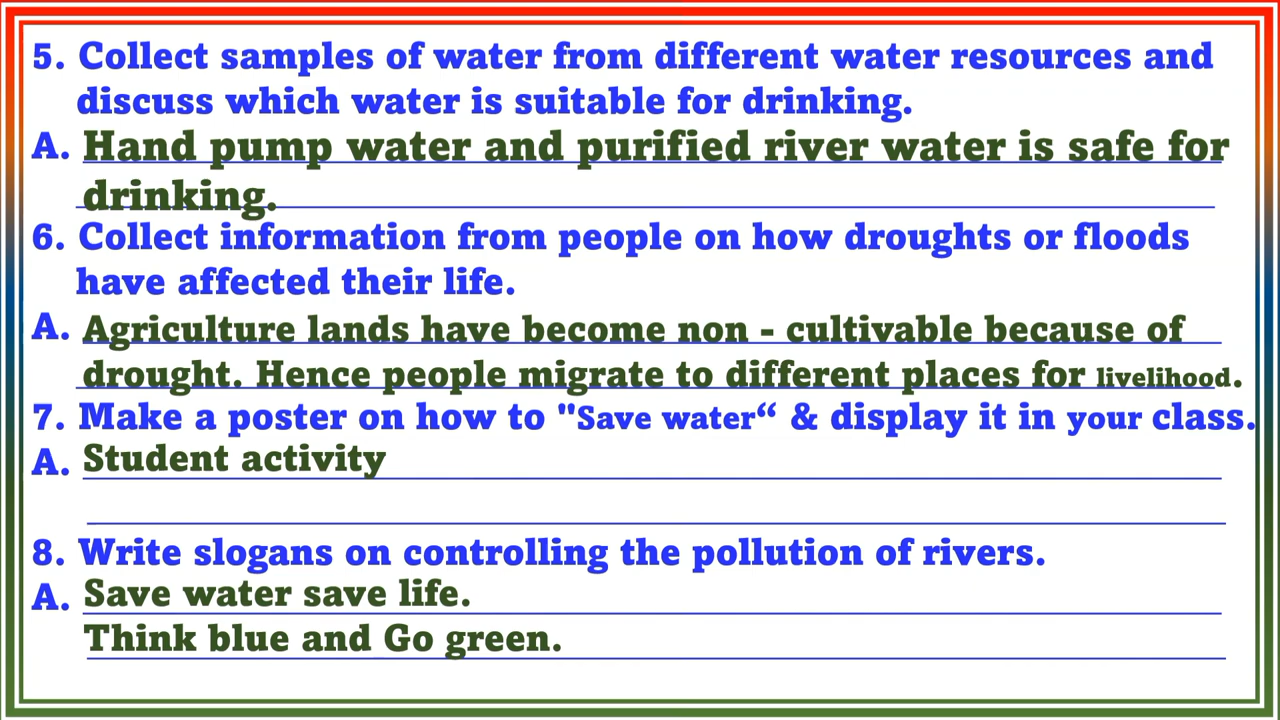 5. Collect samples of water from different water resources and
discuss which water is suitable for drinking.
A. Hand pump water and purified river water is safe for
drinking.
6. Collect information from people on how droughts or floods
have affected their life.
A. Agriculture lands have become non - cultivable because of
drought. Hence people migrate to different places for livelihood.
7. Make a poster on how to "Save water“ & display it in your class.
A. Student activity
8. Write slogans on controlling the pollution of rivers.
A. Save water save life.
Think blue and Go green.